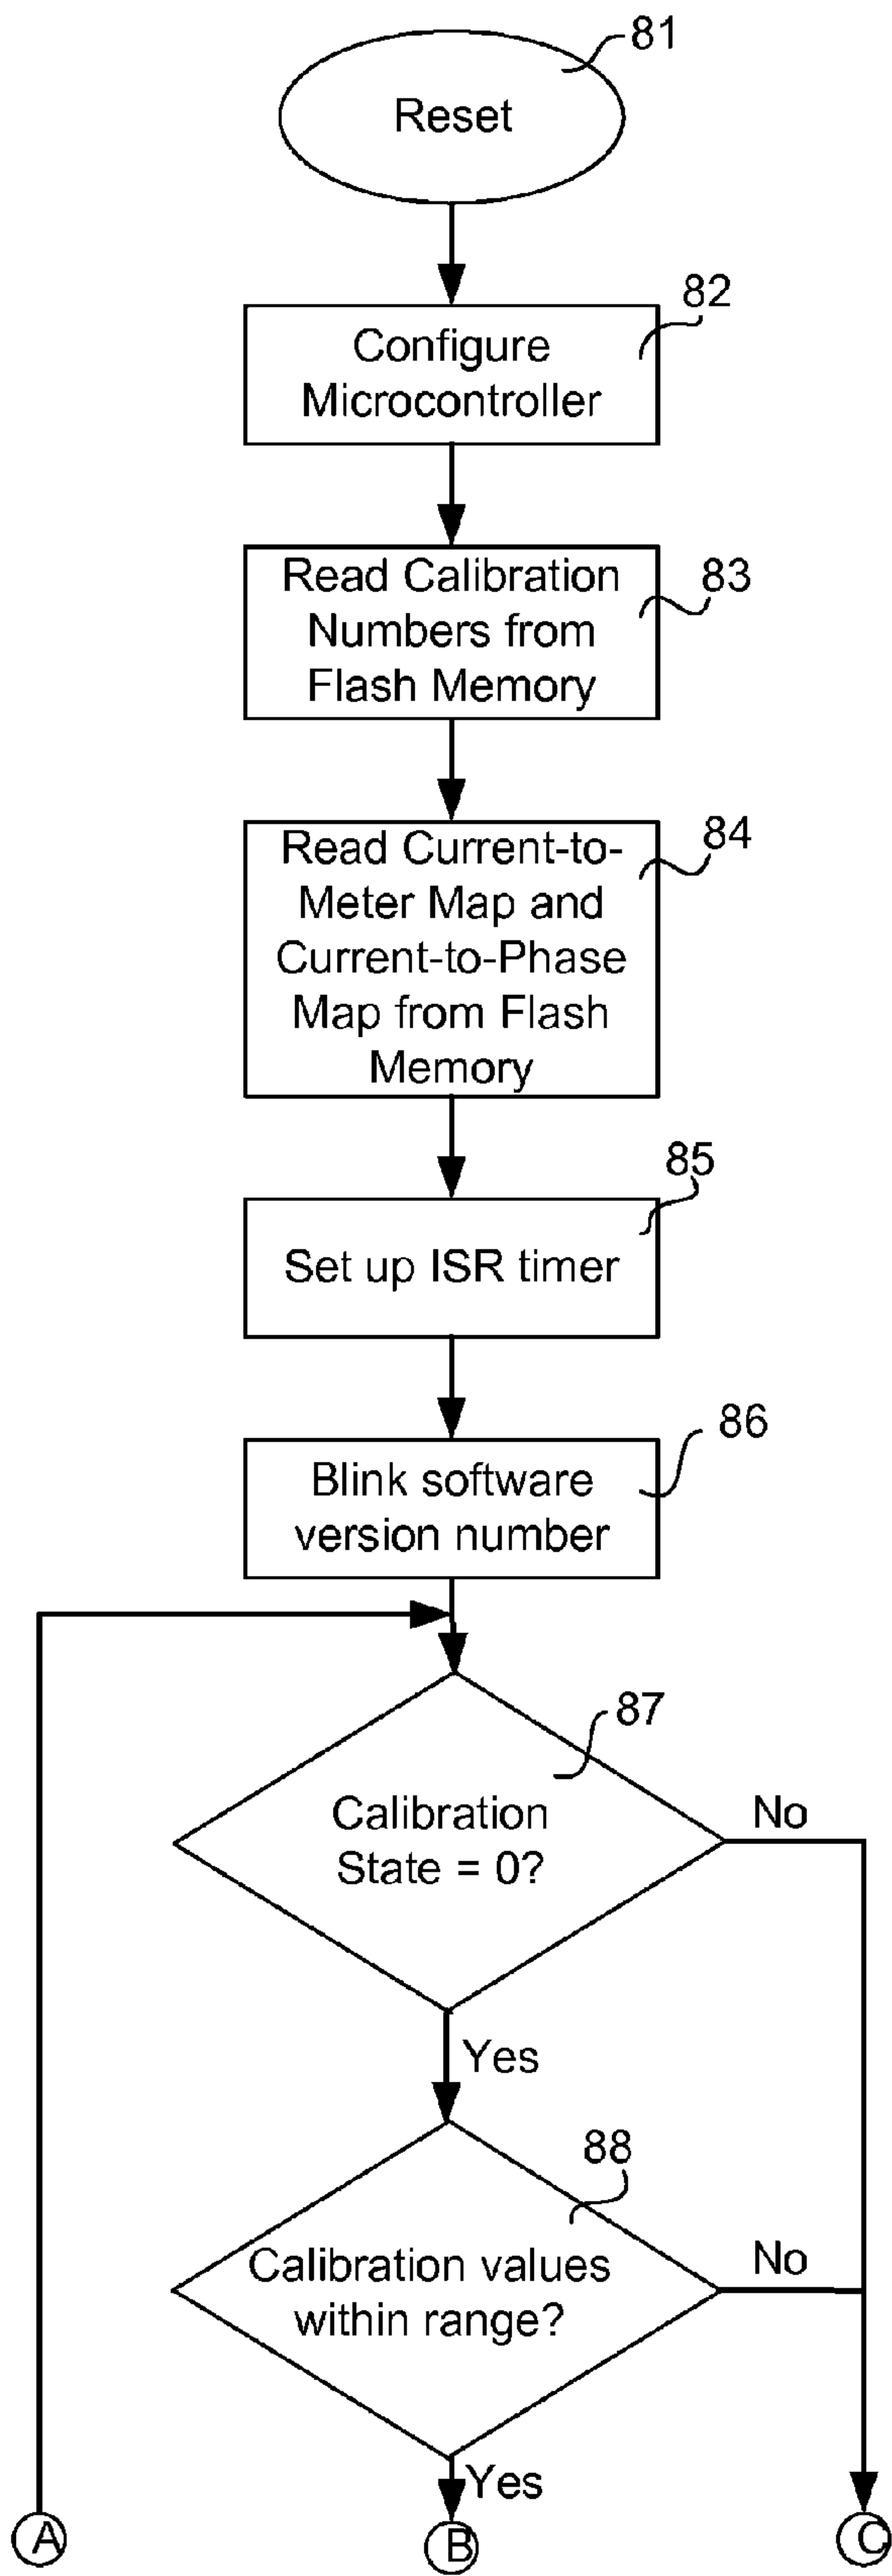 81
Reset
82
Configure
Microcontroller
83
Read Calibration
Numbers from
Flash Memory
84
Read Current-to-
Meter Map and
Current-to-Phase
Map from Flash
Memory
85
Set up ISR timer
86
Blink software
version number
87
Calibration
State = 0?
No
Yes
88
Calibration values
within range?
No
Yes
A
B
C